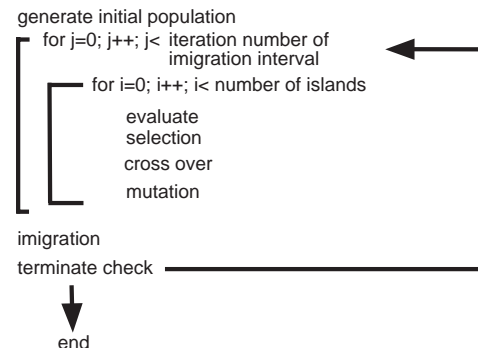 generate initial population
for j=0; j++; j< iteration number of
imigration interval
for i=0; i++; i< number of islands
evaluate
selection
cross over
mutation
imigration
terminate check
end